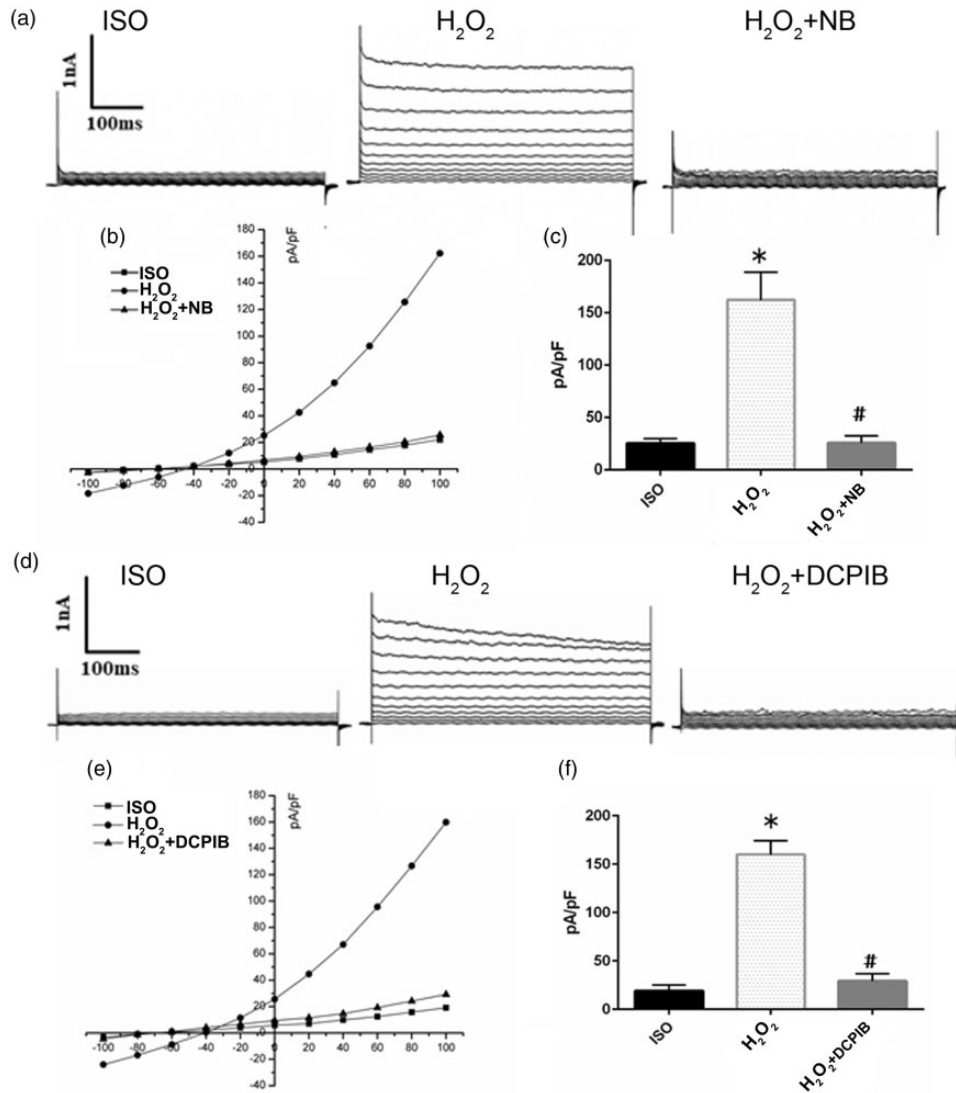 (a)
ISO
H₂O₂
H₂O₂+NB
1nA
100ms
(b)
pA/pF
ISO
H₂O₂
H₂O₂+NB
180
160
140
120
100
80
60
40
20
0
-20
-40
-100 -80 -60 -40 -20 0 20 40 60 80 100
(c)
pA/pF
200
150
100
50
0
*
#
ISO
H₂O₂
H₂O₂+NB
(d)
ISO
H₂O₂
H₂O₂+DCPIB
1nA
100ms
(e)
pA/pF
ISO
H₂O₂
H₂O₂+DCPIB
180
160
140
120
100
80
60
40
20
0
-20
-40
-100 -80 -60 -40 -20 0 20 40 60 80 100
(f)
pA/pF
200
150
100
50
0
*
#
ISO
H₂O₂
H₂O₂+DCPIB